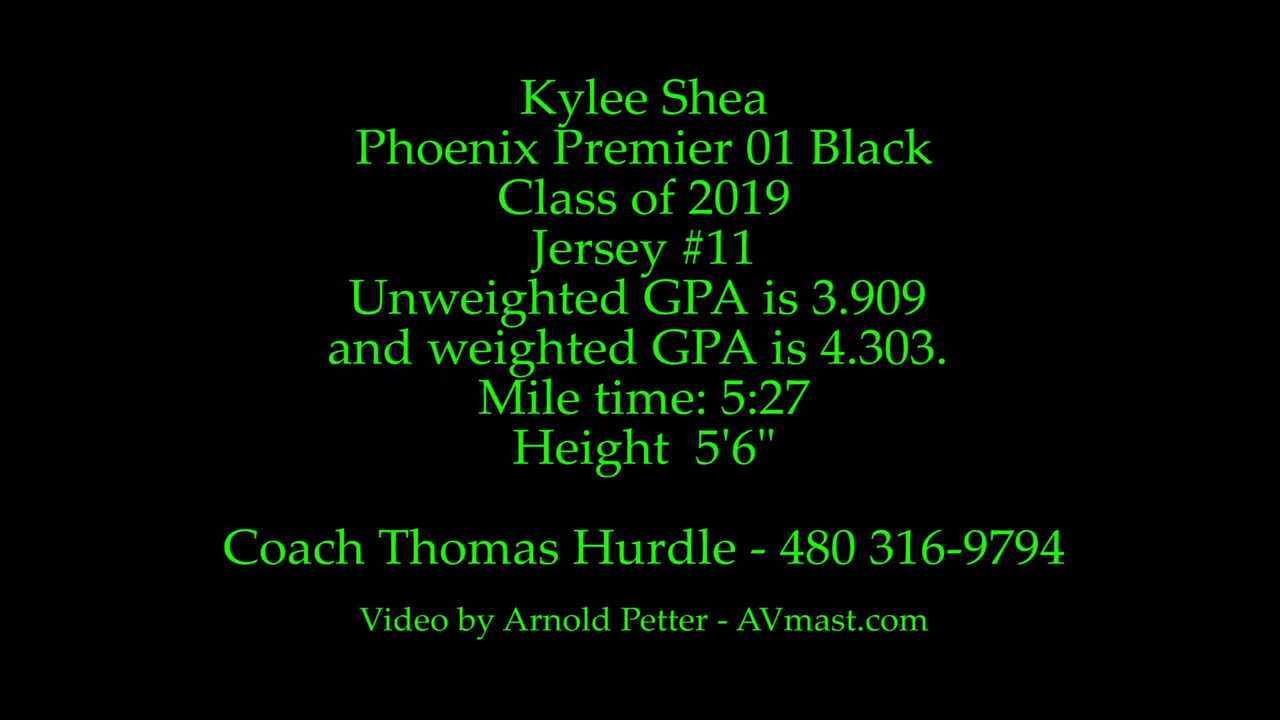 Kylee Shea
Phoenix Premier 01 Black
Class of 2019
Jersey #11
Unweighted GPA is 3.909
and weighted GPA is 4.303.
Mile time: 5:27
Height  5'6"
Coach Thomas Hurdle - 480 316-9794
Video by Arnold Petter - AVmast.com